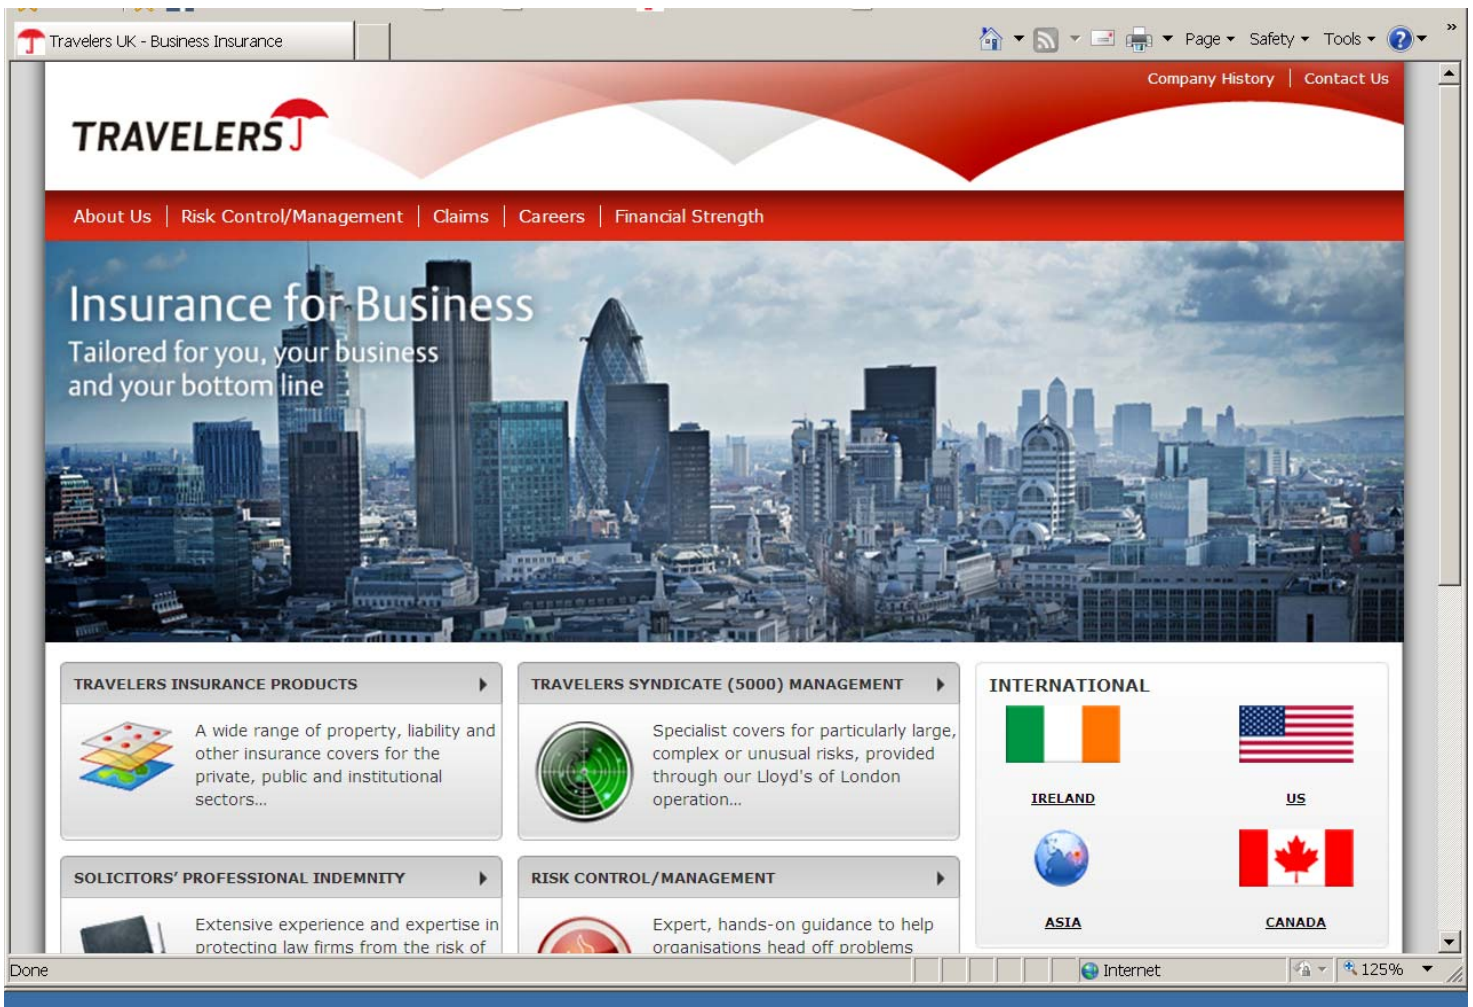 Travelers UK - Business Insurance
Page Safety Tools »
Company History Contact Us
TRAVELERS
About Us Risk Control/Management Claims Careers Financial Strength
Insurance for Business
Tailored for you, your business
and your bottom line
TRAVELERS INSURANCE PRODUCTS
A wide range of property, liability and
other insurance covers for the
private, public and institutional
sectors...
TRAVELERS SYNDICATE (5000) MANAGEMENT
Specialist covers for particularly large,
complex or unusual risks, provided
through our Lloyd's of London
operation...
INTERNATIONAL
IRELAND
US
ASIA
CANADA
SOLICITORS' PROFESSIONAL INDEMNITY
Extensive experience and expertise in
protecting law firms from the risk of
RISK CONTROL/MANAGEMENT
Expert, hands-on guidance to help
organisations head off problems
Done
Internet
125%